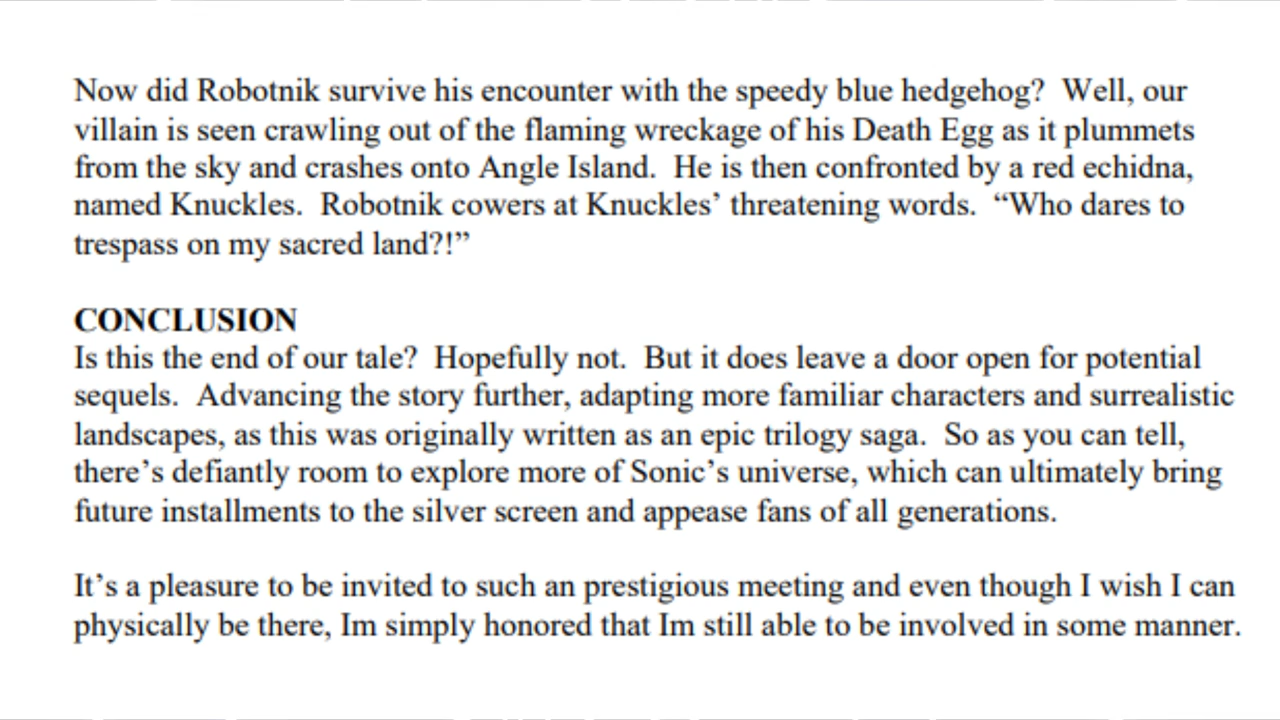 Now did Robotnik survive his encounter with the speedy blue hedgehog?  Well, our
villain is seen crawling out of the flaming wreckage of his Death Egg as it plummets
from the sky and crashes onto Angle Island.  He is then confronted by a red echidna,
named Knuckles.  Robotnik cowers at Knuckles’ threatening words.  “Who dares to
trespass on my sacred land?!”
CONCLUSION
Is this the end of our tale?  Hopefully not.  But it does leave a door open for potential
sequels.  Advancing the story further, adapting more familiar characters and surrealistic
landscapes, as this was originally written as an epic trilogy saga.  So as you can tell,
there’s defiantly room to explore more of Sonic’s universe, which can ultimately bring
future installments to the silver screen and appease fans of all generations.
It’s a pleasure to be invited to such an prestigious meeting and even though I wish I can
physically be there, Im simply honored that Im still able to be involved in some manner.